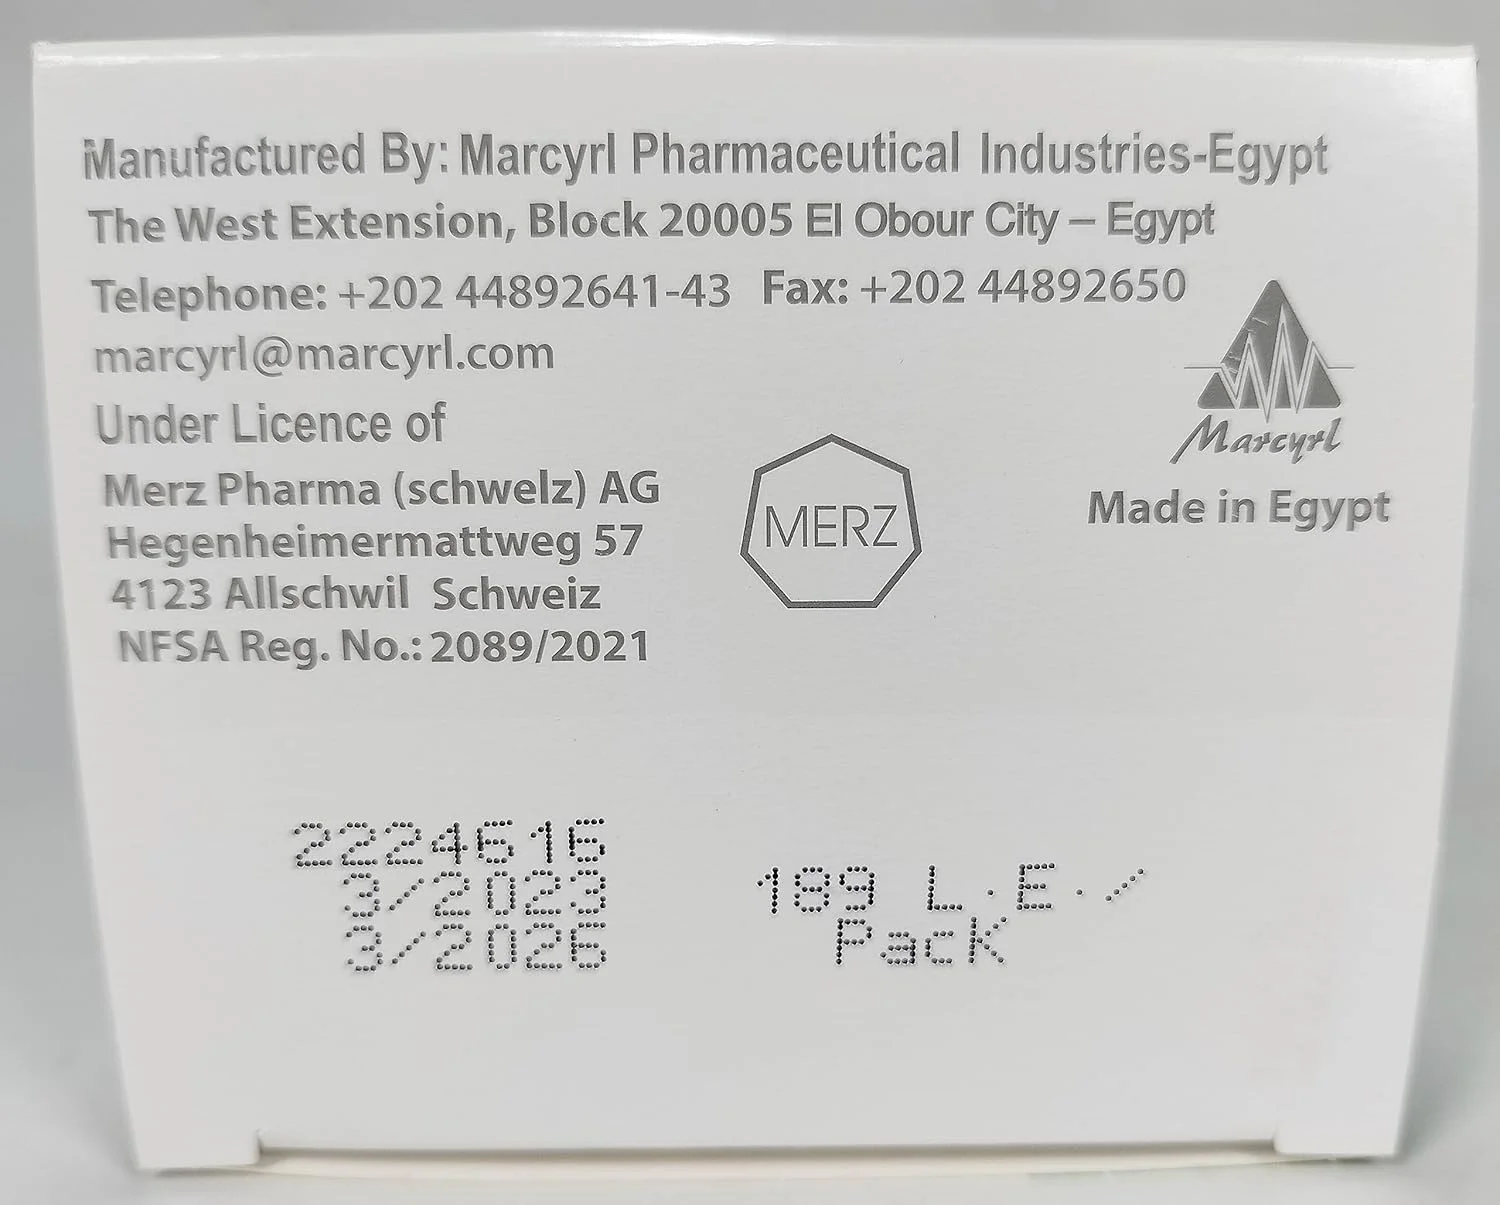 Manufactured By: Marcyrl Pharmaceutical Industries-Egypt
The West Extension, Block 20005 El Obour City – Egypt
Telephone: +202 44892641-43 Fax: +202 44892650
marcyrl@marcyrl.com
Marcyrl
Made in Egypt
Under Licence of
Merz Pharma (schwelz) AG
Hegenheimermattweg 57
4123 Allschwil Schweiz
NFSA Reg. No.: 2089/2021
MERZ
2224616
3/2023
3/2026
189 L.E./
Pack